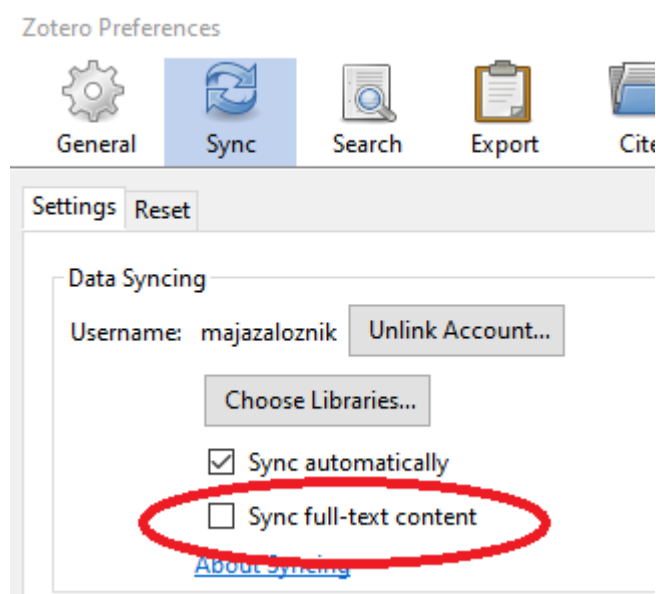 Zotero Preferences
General Sync Search Export Cite
Settings Reset
Data Syncing
Username: majazaloznik Unlink Account...
Choose Libraries...
Sync automatically
Sync full-text content
About Syncing